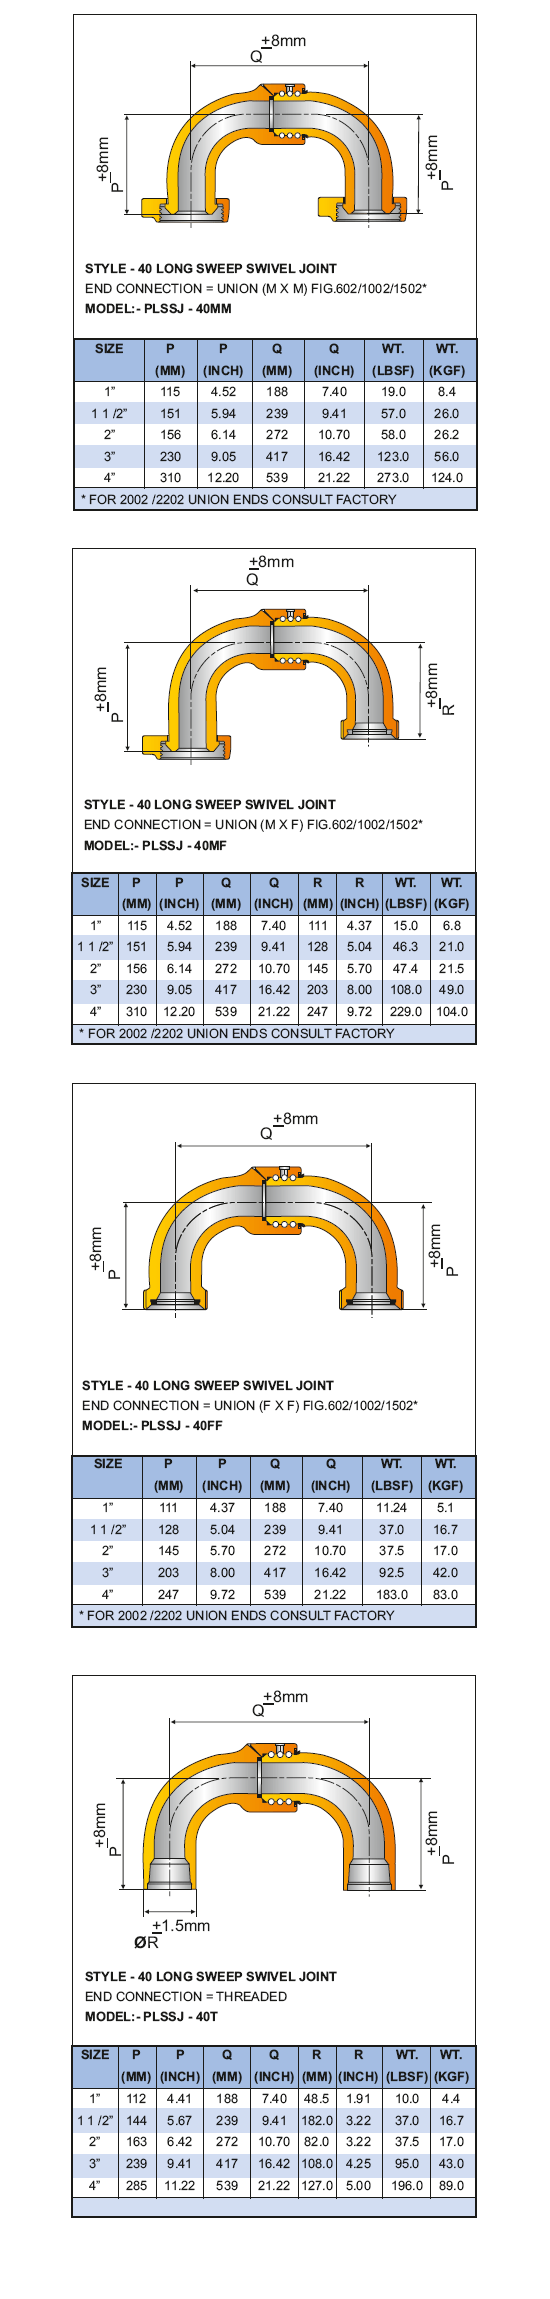 ±8mm
Q
±8mm
P
±8mm
P
STYLE - 40 LONG SWEEP SWIVEL JOINT
END CONNECTION = UNION (M X M) FIG.602/1002/1502*
MODEL:- PLSSJ - 40MM
SIZE P P Q Q WT. WT.
(MM) (INCH) (MM) (INCH) (LBSF) (KGF)
1” 115 4.52 188 7.40 19.0 8.4
1 1 /2” 151 5.94 239 9.41 57.0 26.0
2” 156 6.14 272 10.70 58.0 26.2
3” 230 9.05 417 16.42 123.0 56.0
4” 310 12.20 539 21.22 273.0 124.0
* FOR 2002 /2202 UNION ENDS CONSULT FACTORY
±8mm
Q
±8mm
P
±8mm
R
STYLE - 40 LONG SWEEP SWIVEL JOINT
END CONNECTION = UNION (M X F) FIG.602/1002/1502*
MODEL:- PLSSJ - 40MF
SIZE P P Q Q R R WT. WT.
(MM) (INCH) (MM) (INCH) (MM) (INCH) (LBSF) (KGF)
1” 115 4.52 188 7.40 111 4.37 15.0 6.8
1 1 /2” 151 5.94 239 9.41 128 5.04 46.3 21.0
2” 156 6.14 272 10.70 145 5.70 47.4 21.5
3” 230 9.05 417 16.42 203 8.00 108.0 49.0
4” 310 12.20 539 21.22 247 9.72 229.0 104.0
* FOR 2002 /2202 UNION ENDS CONSULT FACTORY
±8mm
Q
±8mm
P
±8mm
P
STYLE - 40 LONG SWEEP SWIVEL JOINT
END CONNECTION = UNION (F X F) FIG.602/1002/1502*
MODEL:- PLSSJ - 40FF
SIZE P P Q Q WT. WT.
(MM) (INCH) (MM) (INCH) (LBSF) (KGF)
1” 111 4.37 188 7.40 11.24 5.1
1 1 /2” 128 5.04 239 9.41 37.0 16.7
2” 145 5.70 272 10.70 37.5 17.0
3” 203 8.00 417 16.42 92.5 42.0
4” 247 9.72 539 21.22 183.0 83.0
* FOR 2002 /2202 UNION ENDS CONSULT FACTORY
±8mm
Q
±8mm
P
±8mm
P
±1.5mm
ØR
STYLE - 40 LONG SWEEP SWIVEL JOINT
END CONNECTION = THREADED
MODEL:- PLSSJ - 40T
SIZE P P Q Q R R WT. WT.
(MM) (INCH) (MM) (INCH) (MM) (INCH) (LBSF) (KGF)
1” 112 4.41 188 7.40 48.5 1.91 10.0 4.4
1 1 /2” 144 5.67 239 9.41 182.0 3.22 37.0 16.7
2” 163 6.42 272 10.70 82.0 3.22 37.5 17.0
3” 239 9.41 417 16.42 108.0 4.25 95.0 43.0
4” 285 11.22 539 21.22 127.0 5.00 196.0 89.0